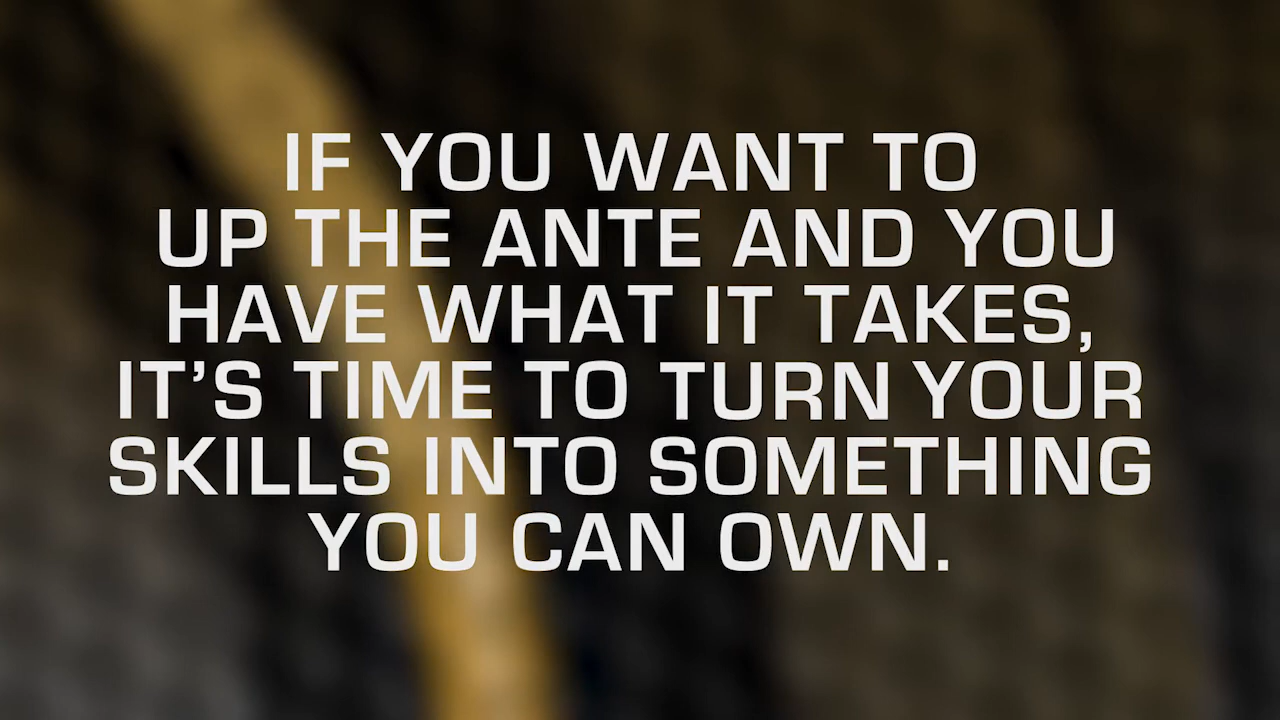 IF YOU WANT TO
UP THE ANTE AND YOU
HAVE WHAT IT TAKES,
IT’S TIME TO TURN YOUR
SKILLS INTO SOMETHING
YOU CAN OWN.